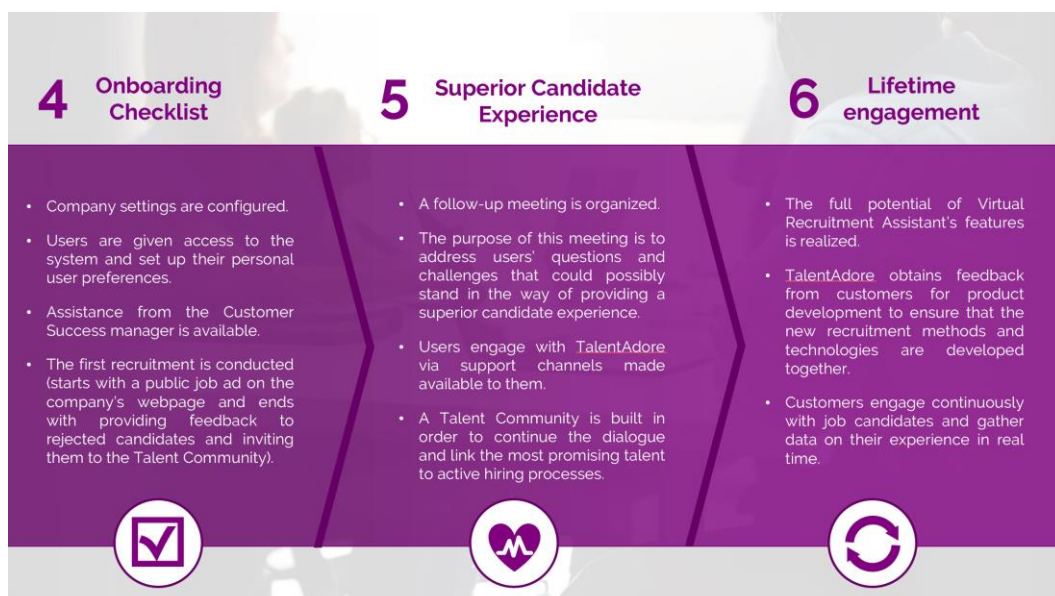 4
Onboarding
Checklist
• Company settings are configured.
• Users are given access to the
system and set up their personal
user preferences.
• Assistance from the Customer
Success manager is available.
• The first recruitment is conducted
(starts with a public job ad on the
company's webpage and ends
with providing feedback to
rejected candidates and inviting
them to the Talent Community).
5
Superior Candidate
Experience
• A follow-up meeting is organized.
• The purpose of this meeting is to
address users' questions and
challenges that could possibly
stand in the way of providing a
superior candidate experience.
• Users engage with TalentAdore
via support channels made
available to them.
• A Talent Community is built in
order to continue the dialogue
and link the most promising talent
to active hiring processes.
6
Lifetime
engagement
• The full potential of Virtual
Recruitment Assistant's features
is realized.
• TalentAdore obtains feedback
from customers for product
development to ensure that the
new recruitment methods and
technologies are developed
together.
• Customers engage continuously
with job candidates and gather
data on their experience in real
time.